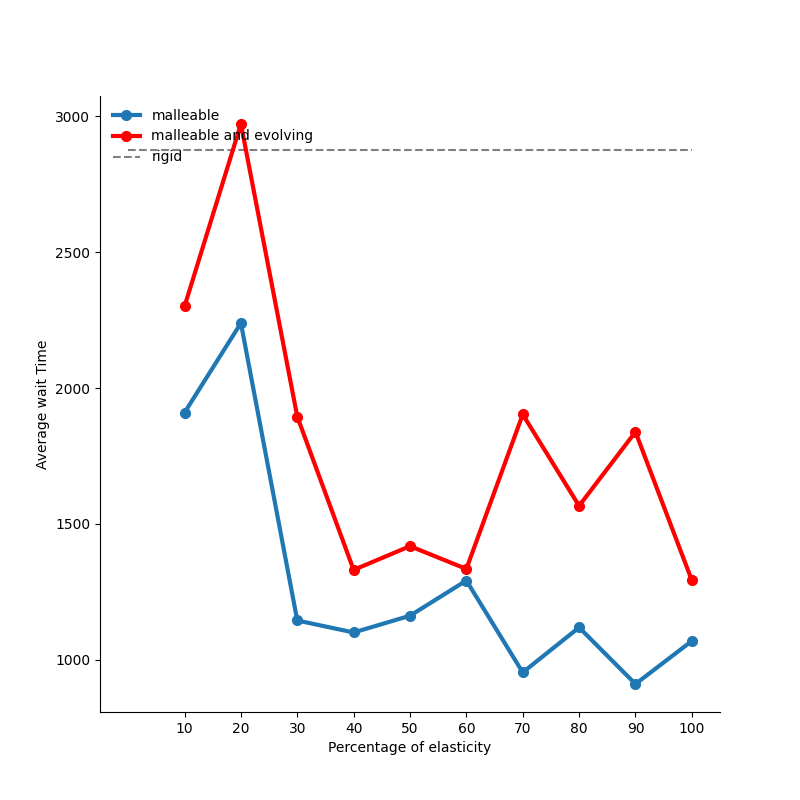 malleable
malleable and evolving
rigid
3000
2500
2000
1500
1000
Average wait Time
10 20 30 40 50 60 70 80 90 100
Percentage of elasticity